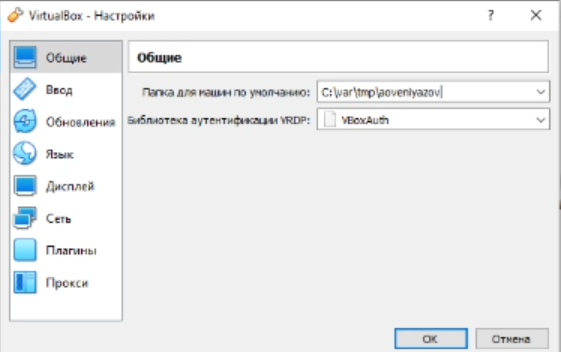 VirtualBox - Настройки
?
Общие
Общие
Папка для машин по умолчанию: C:\var\tmp\aoveniyazov
Ввод
Обновления
Библиотека аутентификации VRDP: VBoxAuth
Язык
Дисплей
Сеть
Плагины
Прокси
OK
Отмена